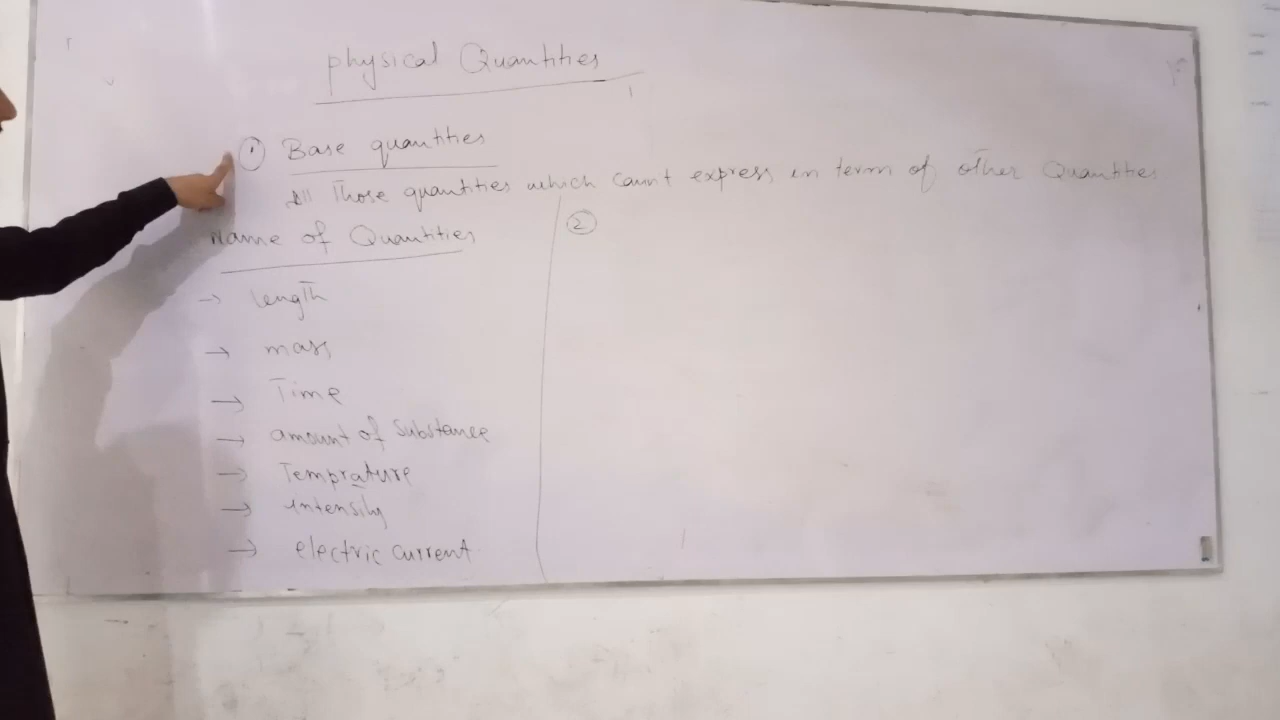 physical Quantities
① Base quantities
All Those quantities which can't express in term of other Quantities
Name of Quantities
②
→ length
→ mass
→ Time
→ amount of Substance
→ Temprature
→ intensity
→ electric current